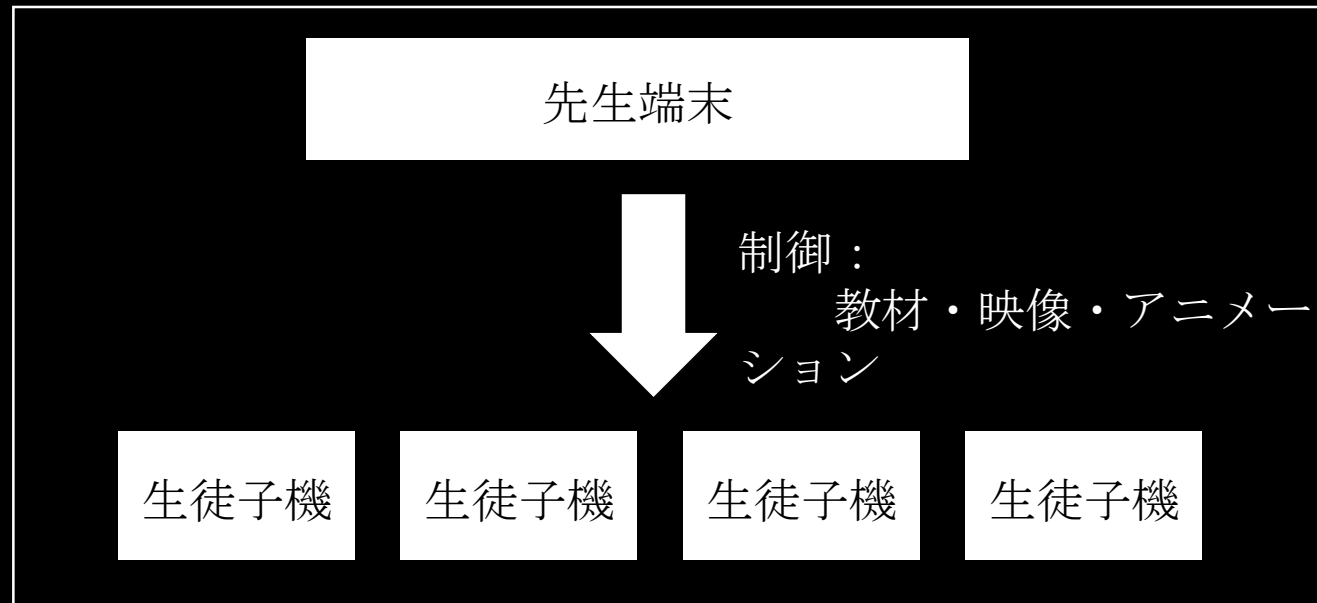 先生端末
制御：
教材・映像・アニメー
ション
生徒子機
生徒子機
生徒子機
生徒子機